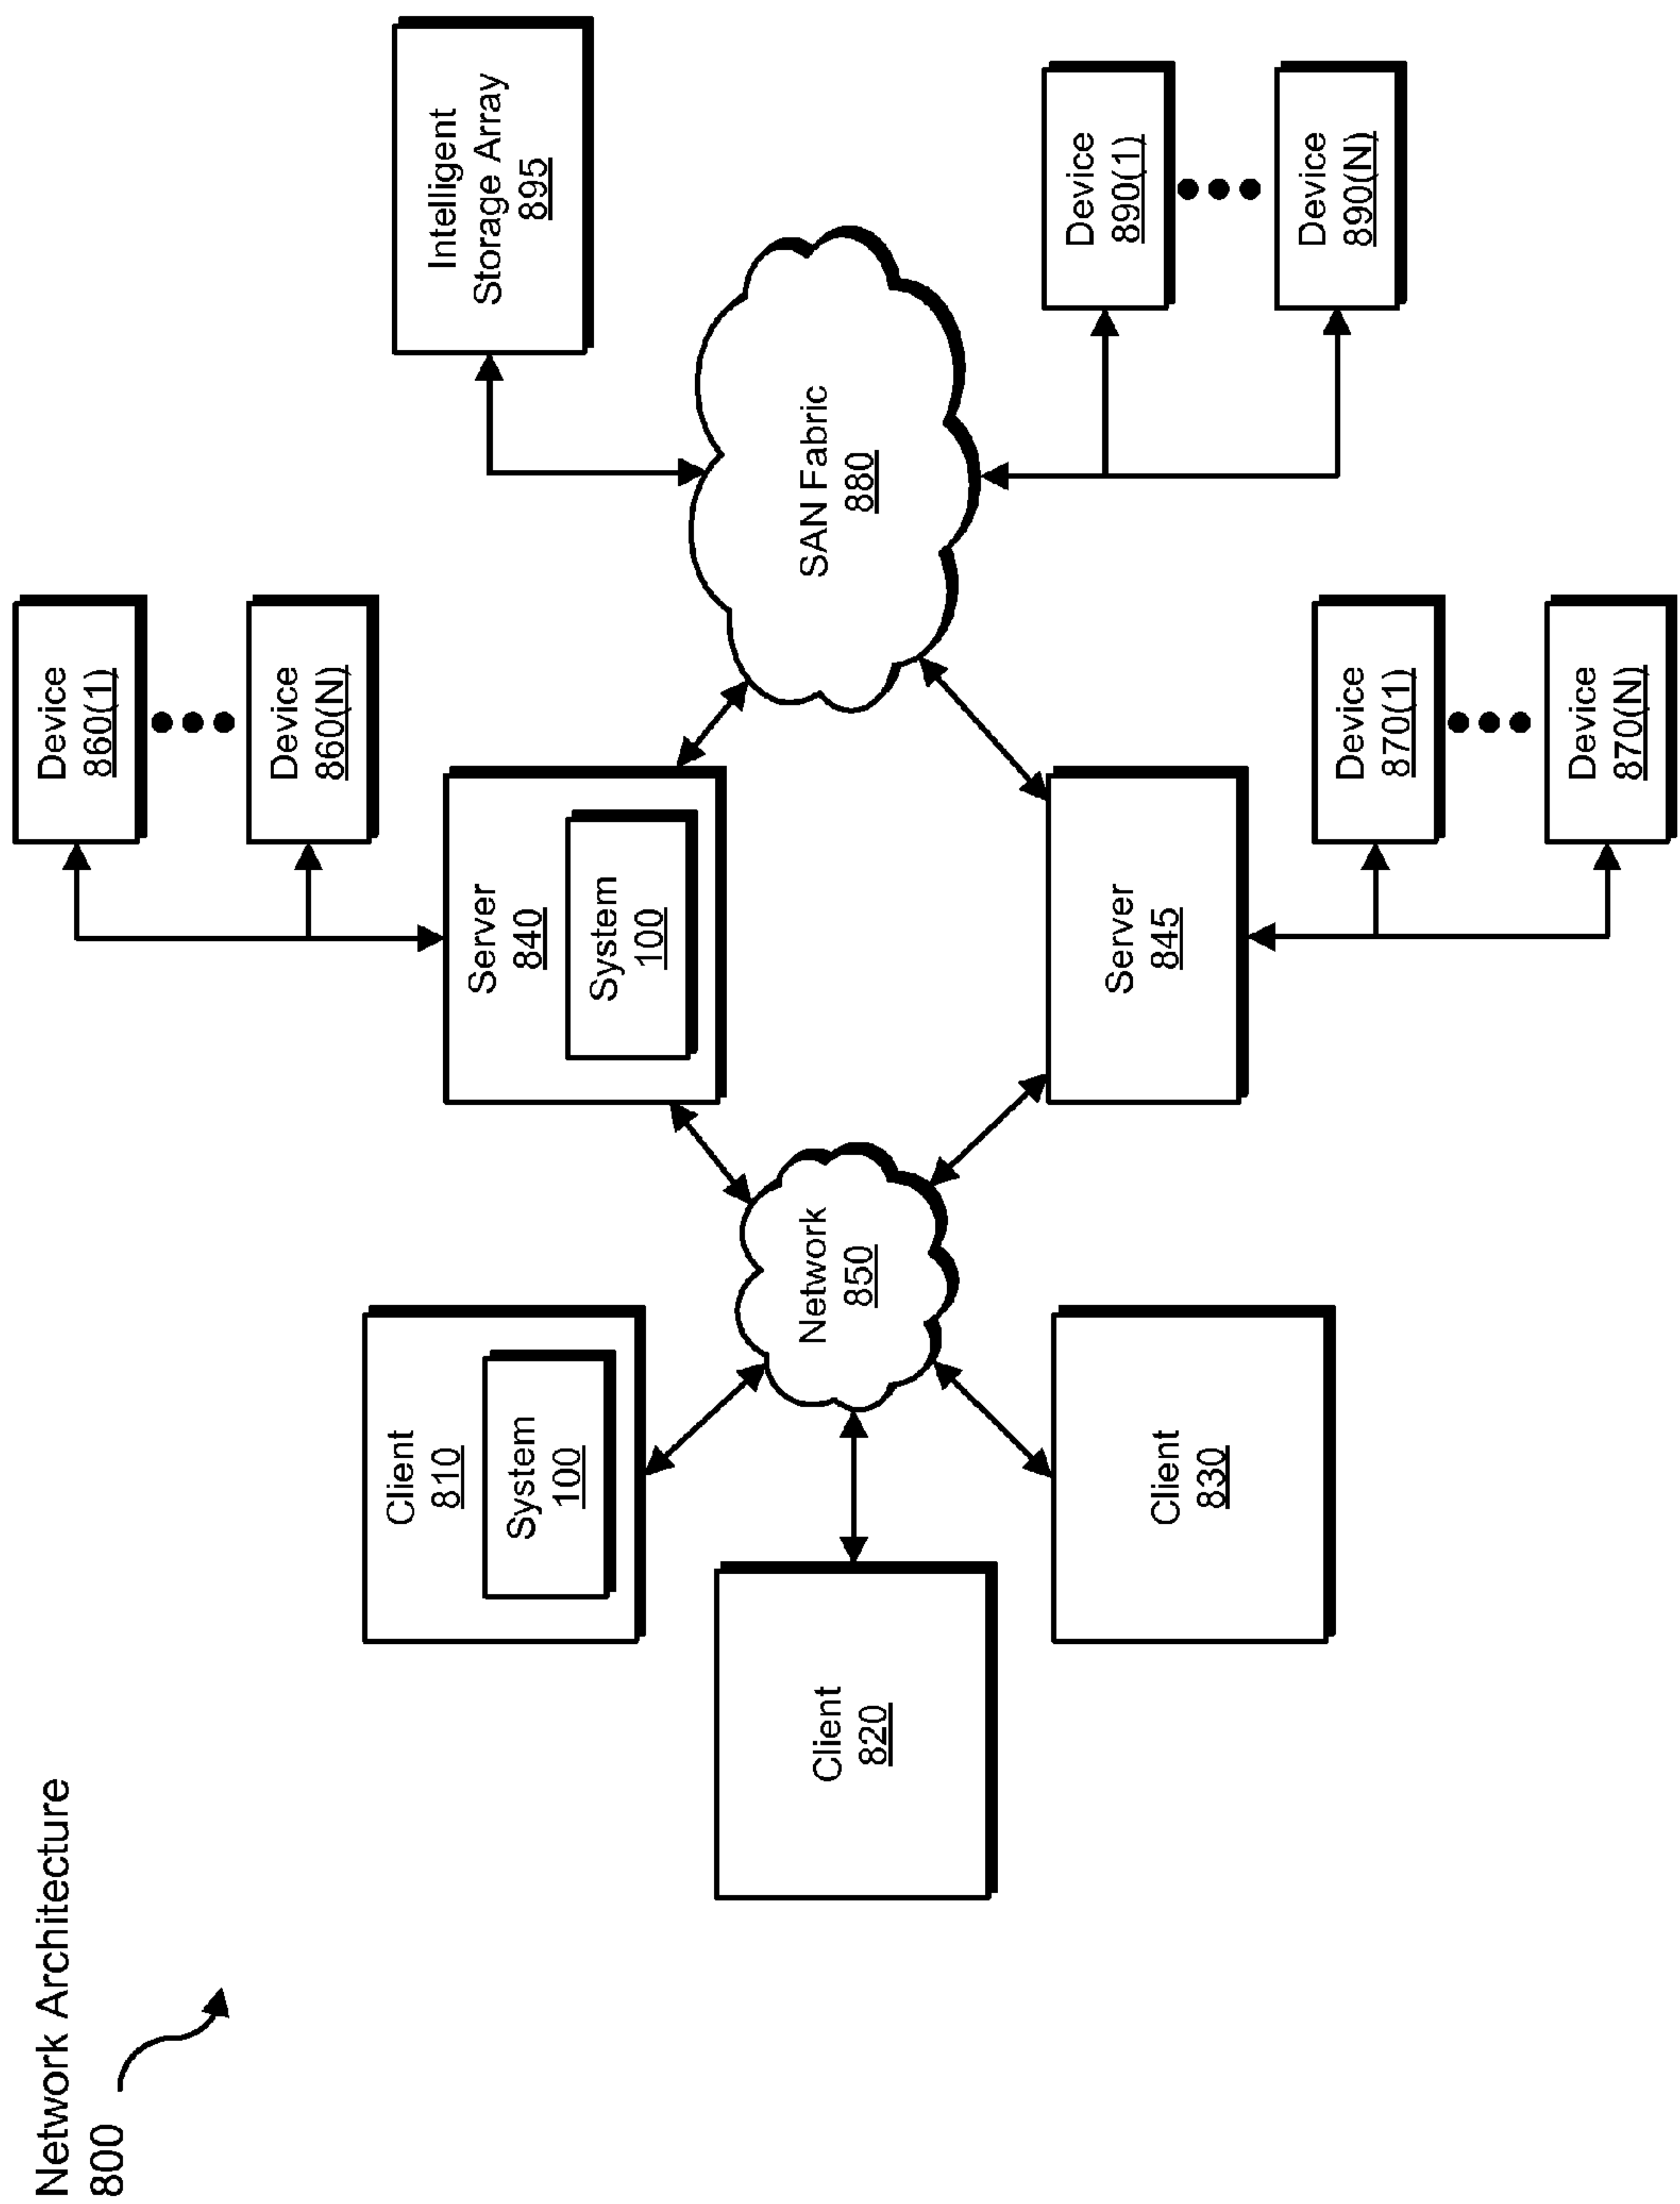 Network Architecture
800
Device
860(1)
Device
860(N)
Intelligent
Storage Array
895
Client
810
System
100
Server
840
System
100
Client
820
Network
850
SAN Fabric
880
Client
830
Server
845
Device
890(1)
Device
890(N)
Device
870(1)
Device
870(N)